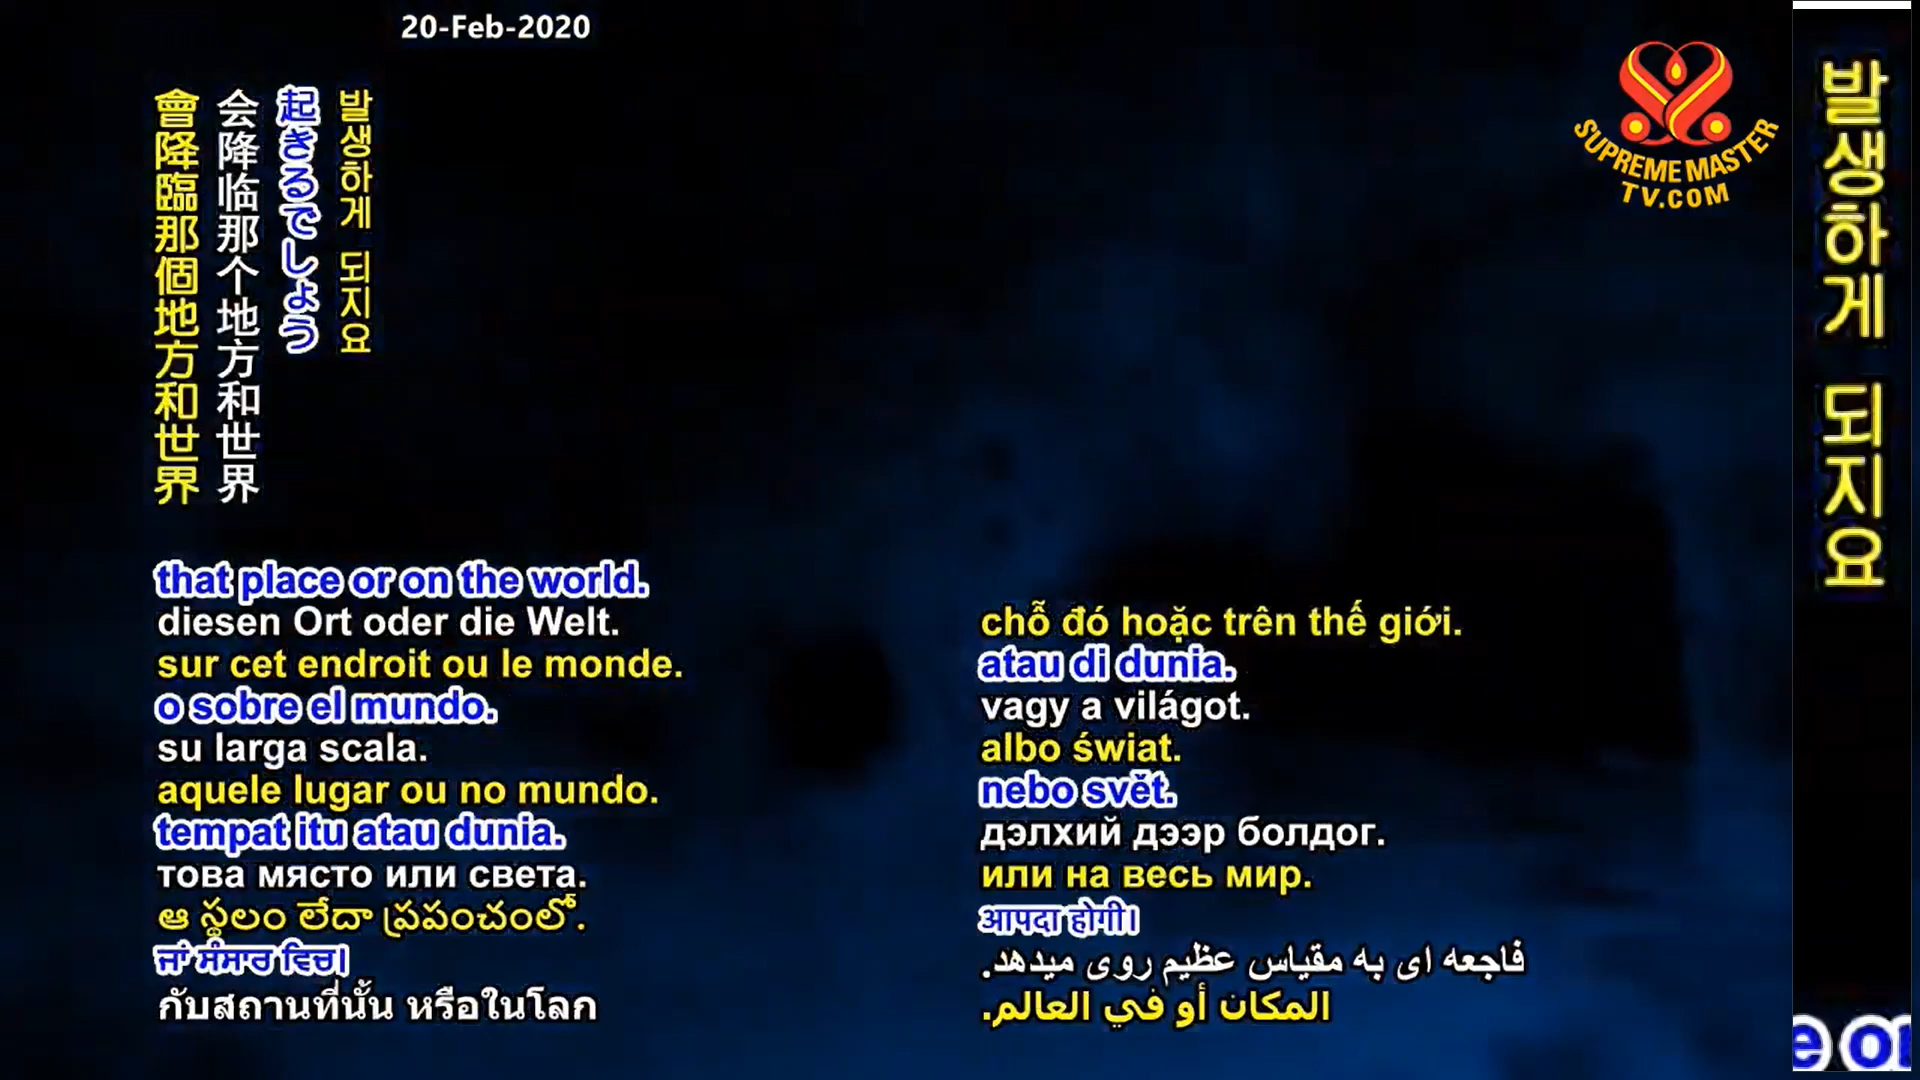 20-Feb-2020
SUPREME MASTER
TV.COM
발생하게 되지요
起きるでしょう
会降临那个地方和世界
會降臨那個地方和世界
that place or on the world.
diesen Ort oder die Welt.
sur cet endroit ou le monde.
o sobre el mundo.
su larga scala.
aquele lugar ou no mundo.
tempat itu atau dunia.
това място или света.
ఆ స్థలం లేదా ప్రపంచంలో.
ਜਾਂ ਸੰਸਾਰ ਵਿਚ।
กับสถานที่นั้น หรือในโลก
chỗ đó hoặc trên thế giới.
atau di dunia.
vagy a világot.
albo świat.
nebo svět.
дэлхий дээр болдог.
или на весь мир.
आपदा होगी।
فاجعه ای به مقیاس عظیم روی میدهد.
المكان أو في العالم.
발생하게 되지요
e or